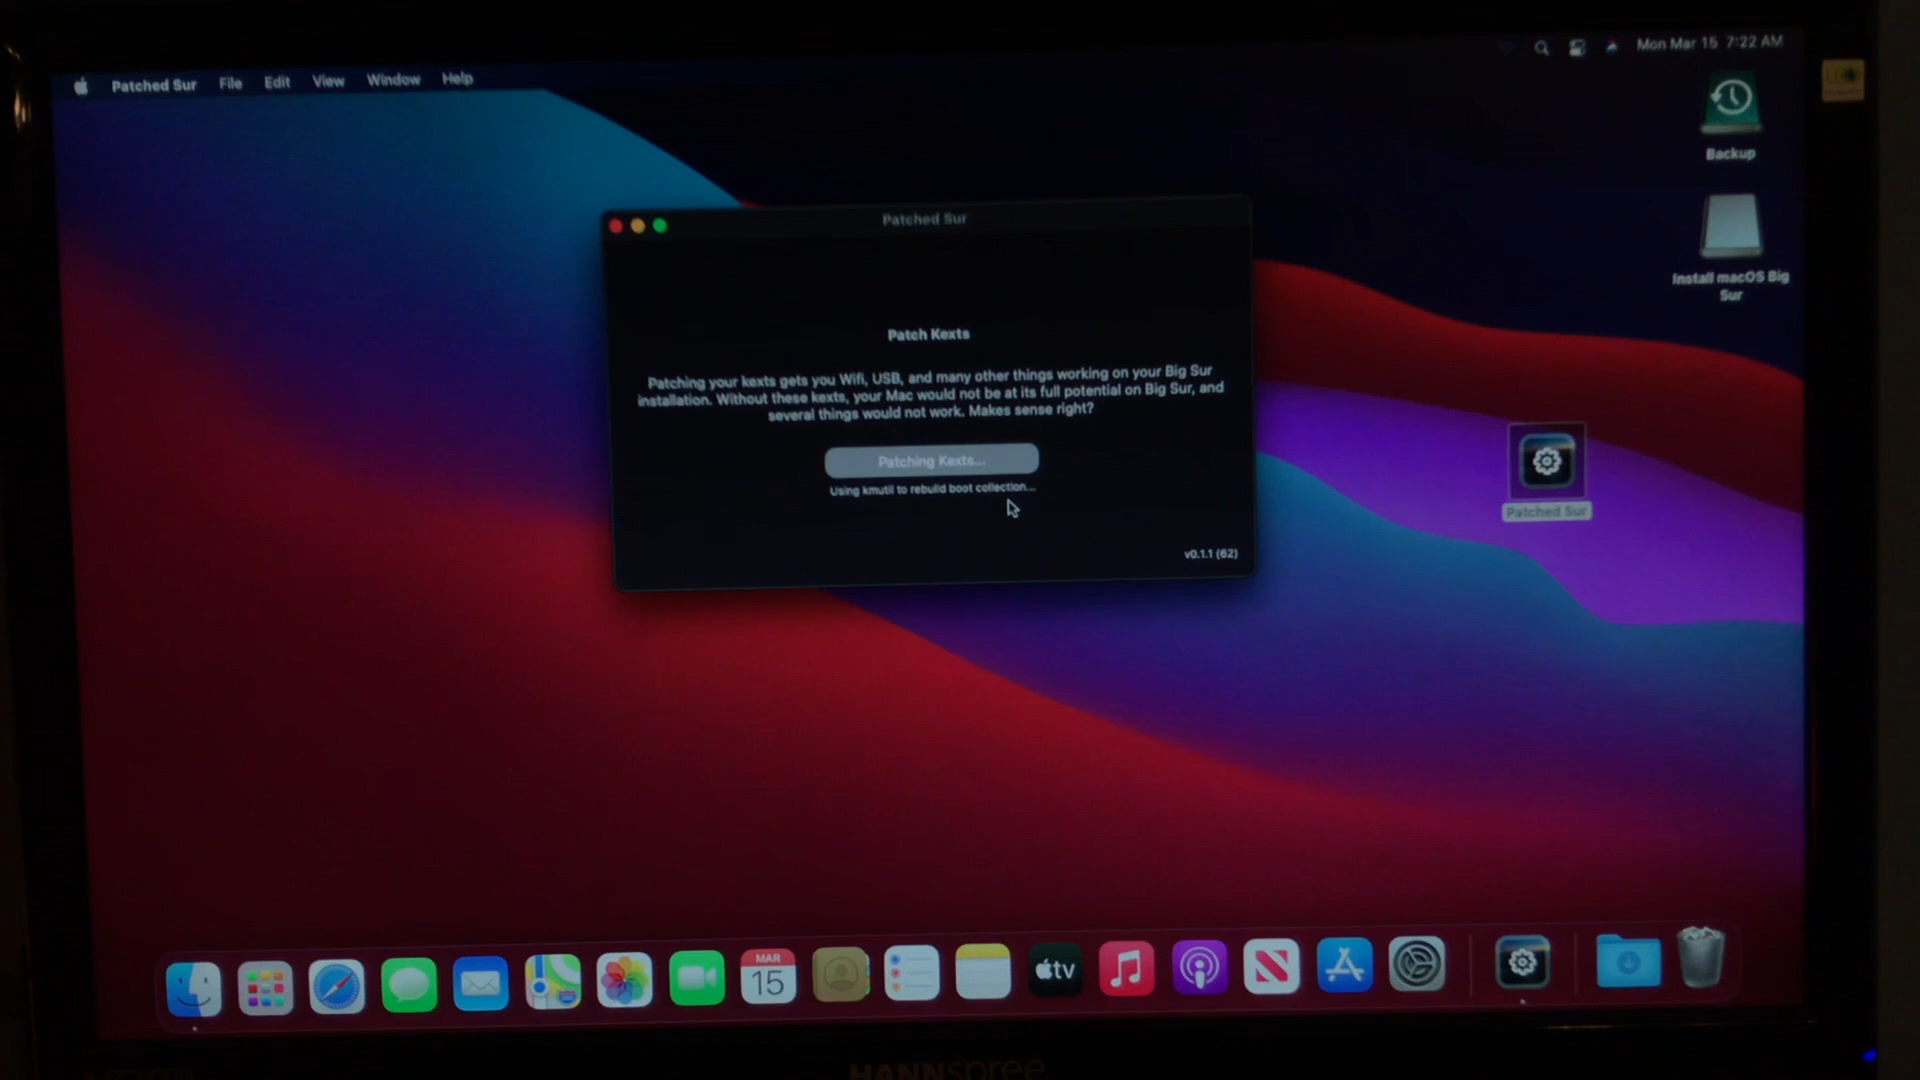 Patched Sur File Edit View Window Help
Mon Mar 15 7:22 AM
Backup
Install macOS Big
Sur
Patched Sur
Patch Kexts
Patching your kexts gets you Wifi, USB, and many other things working on your Big Sur
installation. Without these kexts, your Mac would not be at its full potential on Big Sur, and
several things would not work. Makes sense right?
Patching Kexts...
Using kmutil to rebuild boot collection...
v0.1.1 (62)
Patched Sur
MAR
15
tv
HANNspree